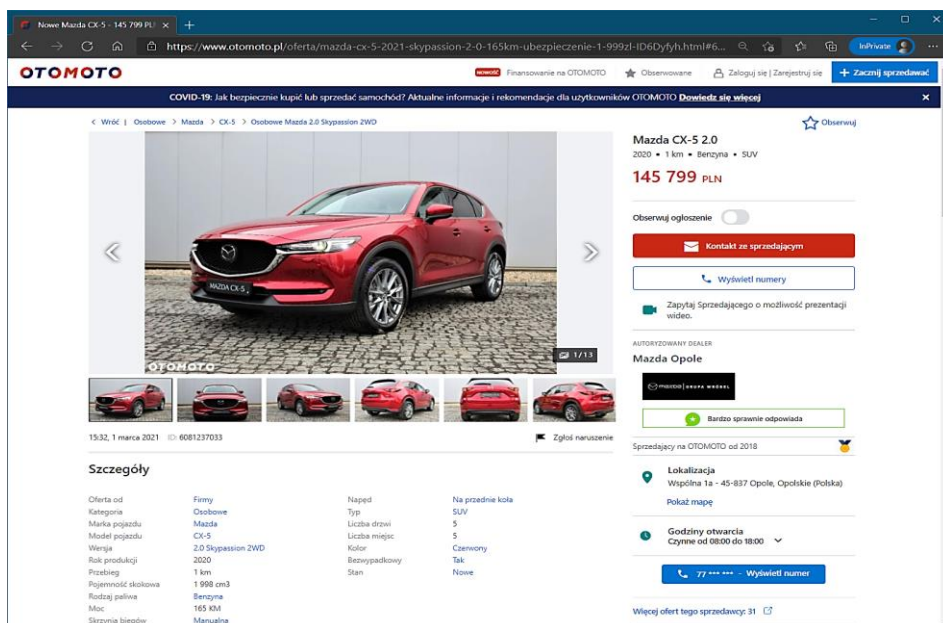 Nowe Mazda CX-5 - 145 799 PL
https://www.otomoto.pl/oferta/mazda-cx-5-2021-skypassion-2-0-165km-ubezpieczenie-1-999zl-ID6Dyfyh.html#6...
InPrivate
OTOMOTO
NOWOŚĆ Finansowanie na OTOMOTO
Obserwowane
Zaloguj się | Zarejestruj się
+ Zacznij sprzedawać
COVID-19: Jak bezpiecznie kupić lub sprzedać samochód? Aktualne informacje i rekomendacje dla użytkowników OTOMOTO Dowiedz się więcej
< Wróć | Osobowe > Mazda > CX-5 > Osobowe Mazda 2.0 Skypassion 2WD
Obserwuj
MAZDA CX-5
OTOMOTO
1/13
15:32, 1 marca 2021 ID: 6081237033
Zgłoś naruszenie
Szczegóły
Oferta od Firmy
Kategoria Osobowe
Marka pojazdu Mazda
Model pojazdu CX-5
Wersja 2.0 Skypassion 2WD
Rok produkcji 2020
Przebieg 1 km
Pojemność skokowa 1 998 cm3
Rodzaj paliwa Benzyna
Moc 165 KM
Skrzynia biegów Manualna
Napęd Na przednie koła
Typ SUV
Liczba drzwi 5
Liczba miejsc 5
Kolor Czerwony
Bezwypadkowy Tak
Stan Nowe
Mazda CX-5 2.0
2020 • 1 km • Benzyna • SUV
145 799 PLN
Obserwuj ogłoszenie
Kontakt ze sprzedającym
Wyświetl numery
Zapytaj Sprzedającego o możliwość prezentacji
wideo.
AUTORYZOWANY DEALER
Mazda Opole
mazda | GRUPA WRÓBEL
Bardzo sprawnie odpowiada
Sprzedający na OTOMOTO od 2018
Lokalizacja
Wspólna 1a - 45-837 Opole, Opolskie (Polska)
Pokaż mapę
Godziny otwarcia
Czynne od 08:00 do 18:00
77 *** *** - Wyświetl numer
Więcej ofert tego sprzedawcy: 31